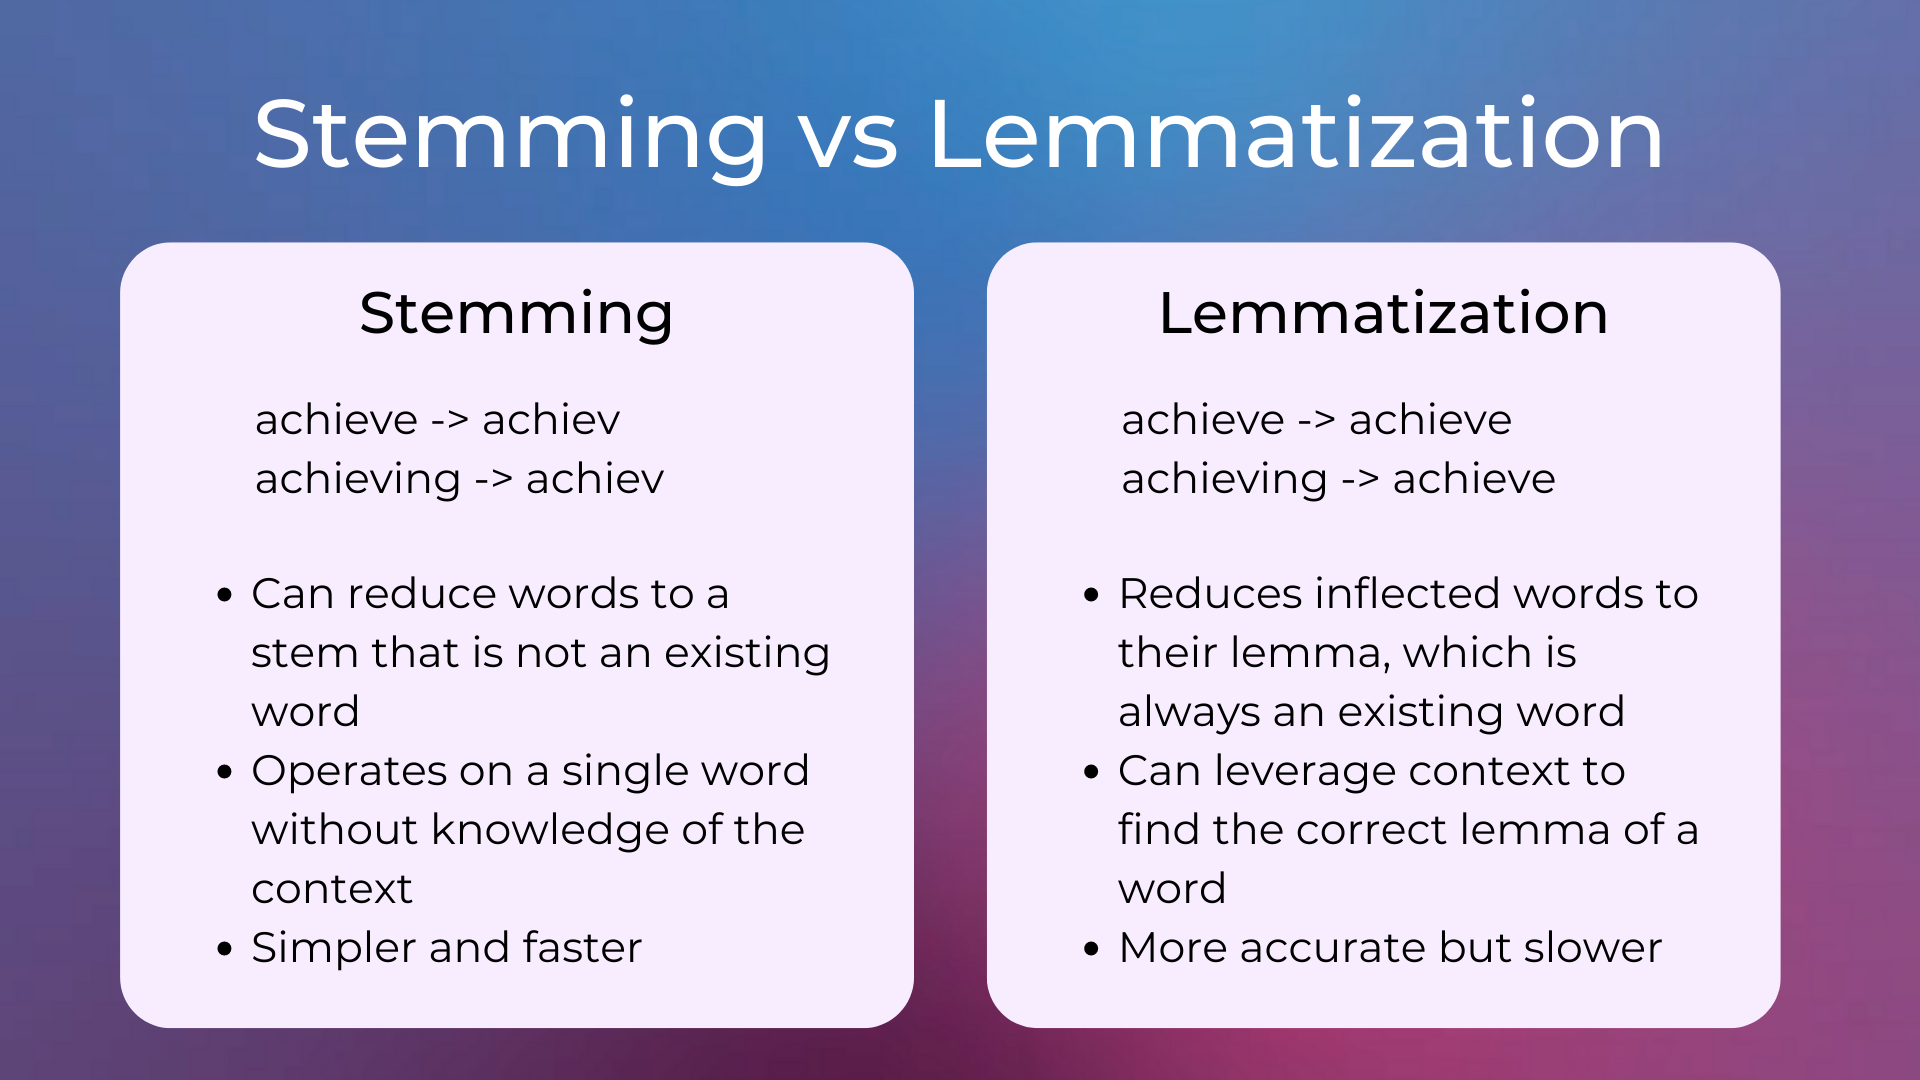 Stemming vs Lemmatization
Stemming
achieve -> achiev
achieving -> achiev
• Can reduce words to a
stem that is not an existing
word
• Operates on a single word
without knowledge of the
context
• Simpler and faster
Lemmatization
achieve -> achieve
achieving -> achieve
• Reduces inflected words to
their lemma, which is
always an existing word
• Can leverage context to
find the correct lemma of a
word
• More accurate but slower